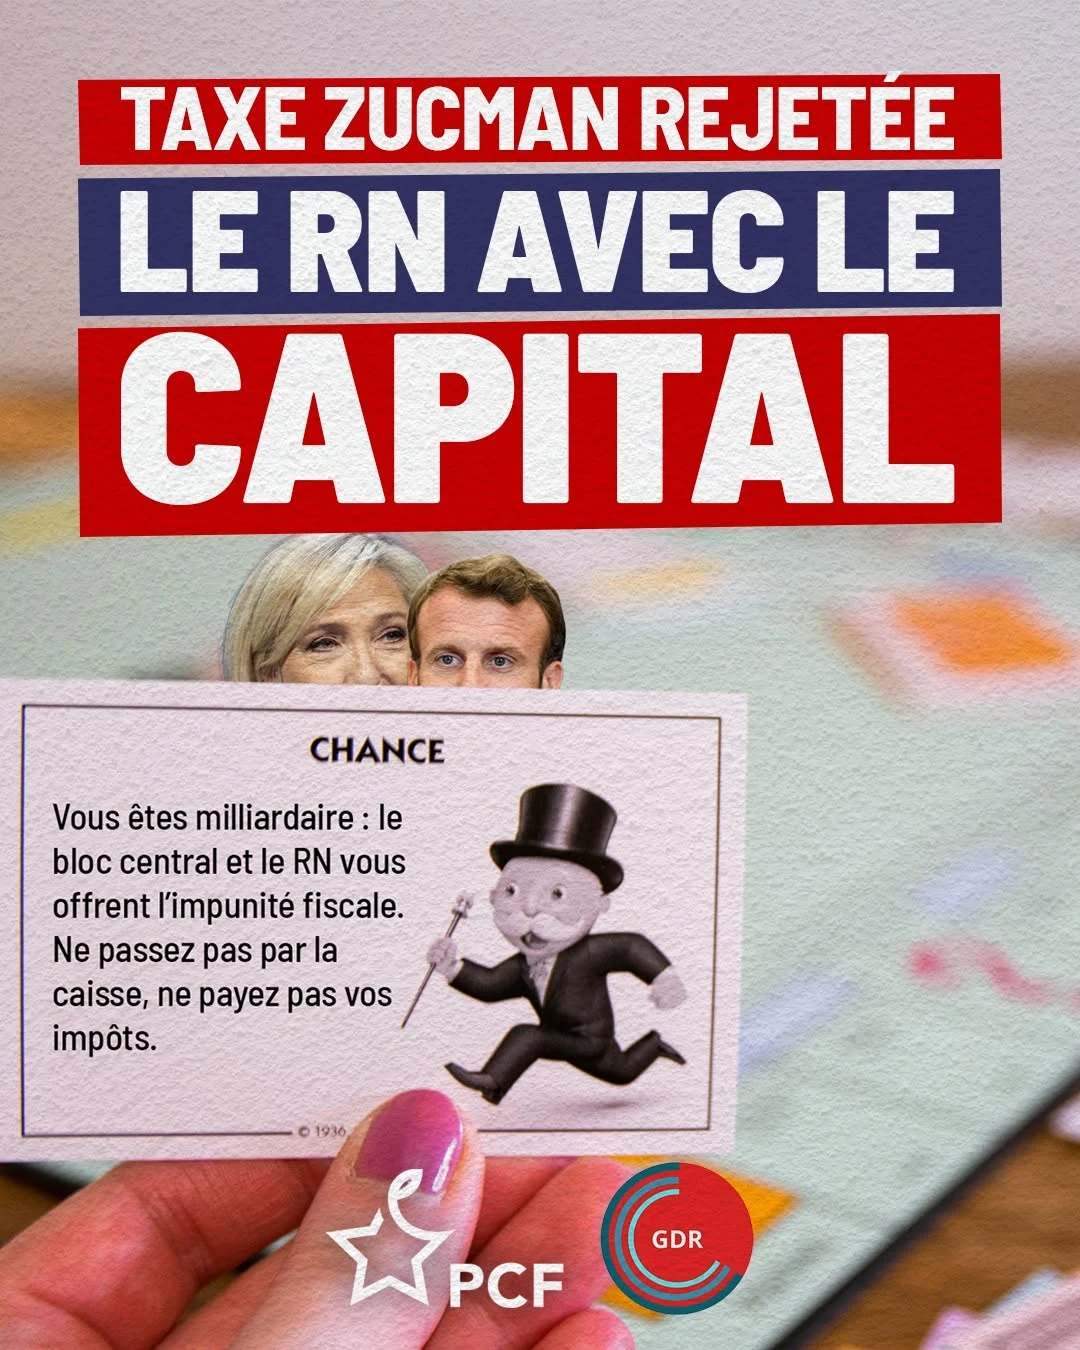 TAXE ZUCMAN REJETÉE
LE RN AVEC LE
CAPITAL
CHANCE
Vous êtes milliardaire : le
bloc central et le RN vous
offrent l’impunité fiscale.
Ne passez pas par la
caisse, ne payez pas vos
impôts.
© 1936,
PCF
GDR